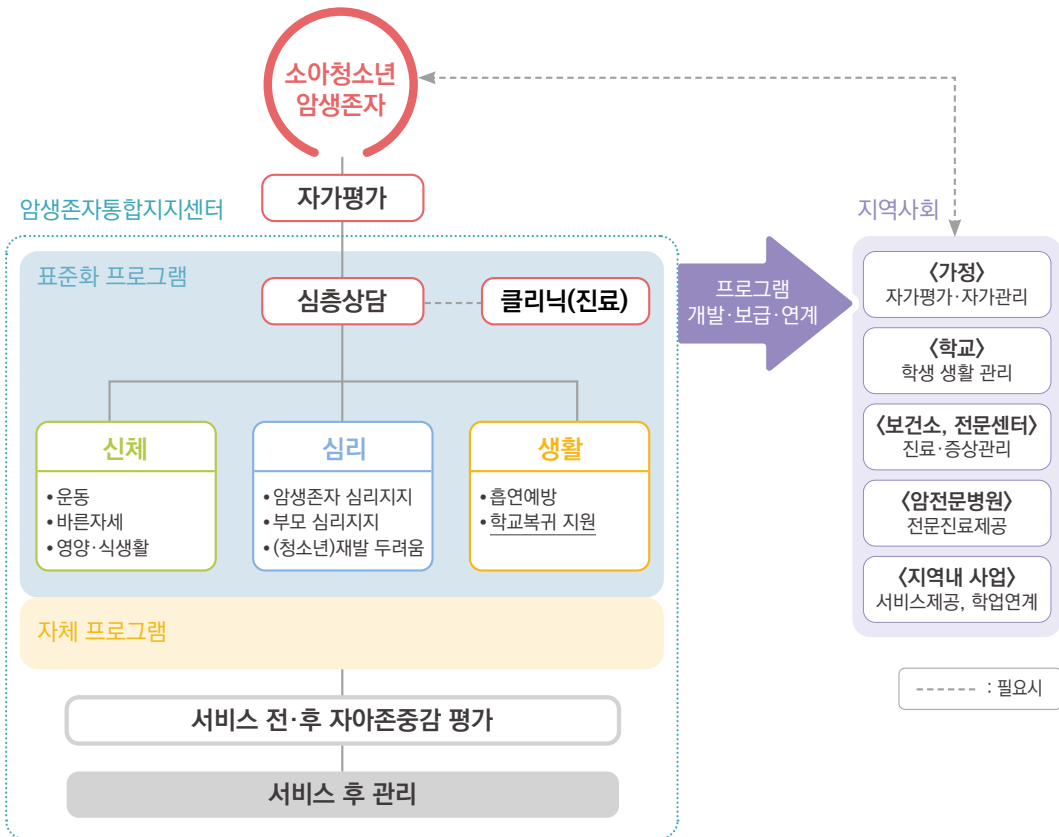 소아청소년
암생존자
자가평가
암생존자통합지지센터
표준화 프로그램
심층상담
클리닉(진료)
신체
• 운동
• 바른자세
• 영양·식생활
심리
• 암생존자 심리지지
• 부모 심리지지
• (청소년)재발 두려움
생활
• 흡연예방
• 학교복귀 지원
자체 프로그램
서비스 전·후 자아존중감 평가
서비스 후 관리
프로그램
개발·보급·연계
지역사회
〈가정〉
자가평가·자가관리
〈학교〉
학생 생활 관리
〈보건소, 전문센터〉
진료·증상관리
〈암전문병원〉
전문진료제공
〈지역내 사업〉
서비스제공, 학업연계
: 필요시